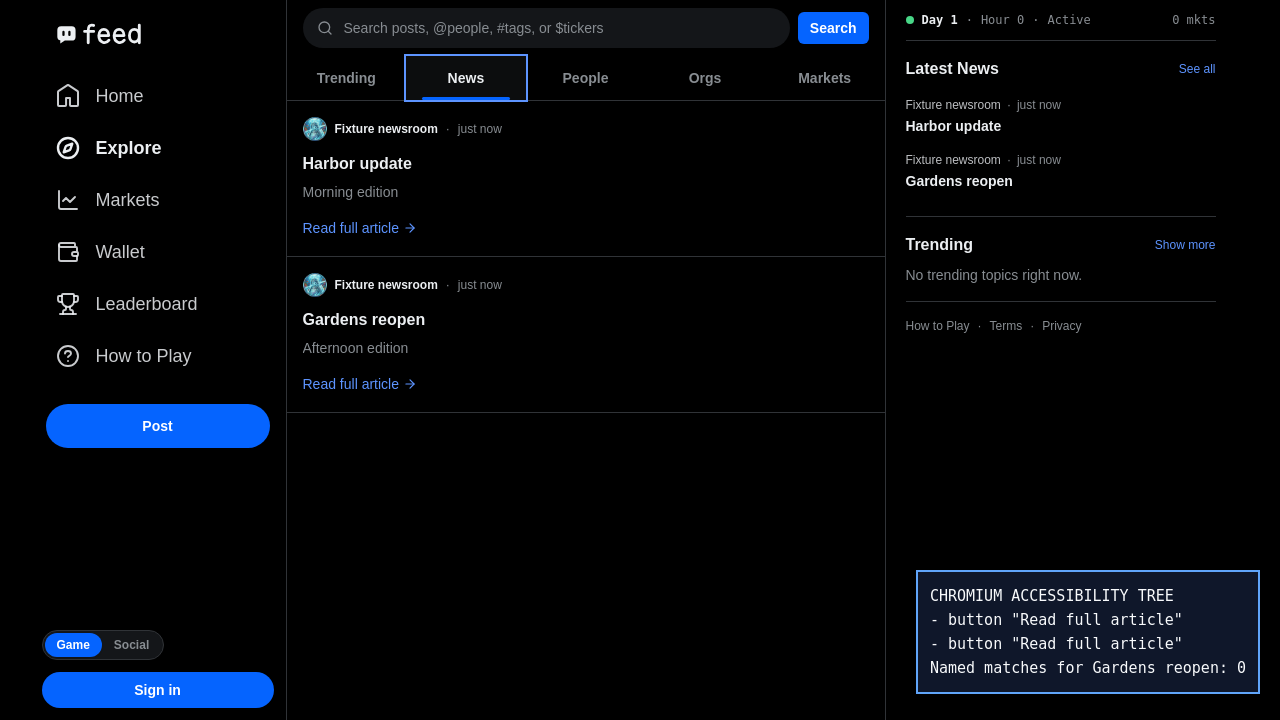 feed
Home
Explore
Markets
Wallet
Leaderboard
How to Play
Post
Game Social
Sign in
Search posts, @people, #tags, or $tickers Search
Trending News People Orgs Markets
Fixture newsroom · just now
Harbor update
Morning edition
Read full article →
Fixture newsroom · just now
Gardens reopen
Afternoon edition
Read full article →
Day 1 · Hour 0 · Active 0 mkts
Latest News See all
Fixture newsroom · just now
Harbor update
Fixture newsroom · just now
Gardens reopen
Trending Show more
No trending topics right now.
How to Play · Terms · Privacy
CHROMIUM ACCESSIBILITY TREE
- button "Read full article"
- button "Read full article"
Named matches for Gardens reopen: 0